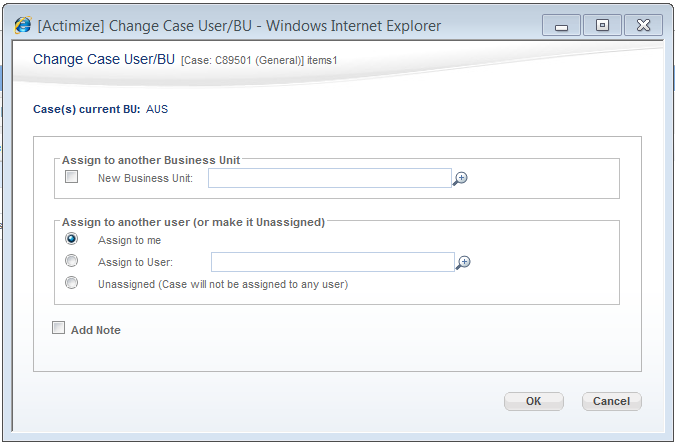 [Actimize] Change Case User/BU - Windows Internet Explorer
Change Case User/BU [Case: C89501 (General)] items1
Case(s) current BU: AUS
Assign to another Business Unit
New Business Unit:
Assign to another user (or make it Unassigned)
Assign to me
Assign to User:
Unassigned (Case will not be assigned to any user)
Add Note
OK Cancel